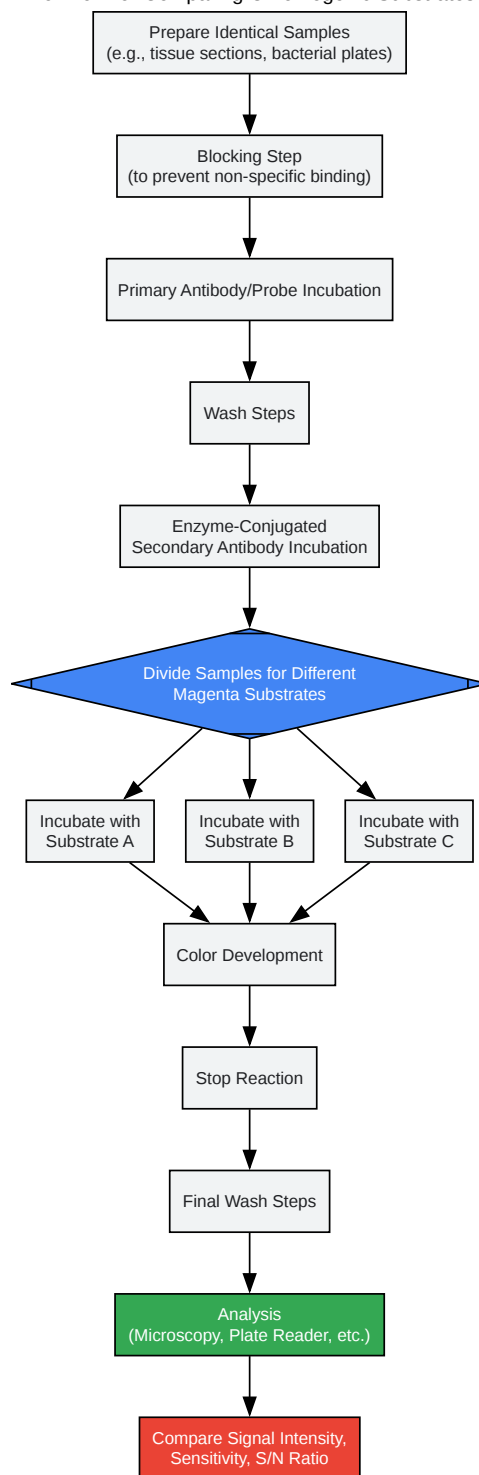 Prepare Identical Samples
(e.g., tissue sections, bacterial plates)
Blocking Step
(to prevent non-specific binding)
Primary Antibody/Probe Incubation
Wash Steps
Enzyme-Conjugated
Secondary Antibody Incubation
Divide Samples for Different
Magenta Substrates
Incubate with
Substrate A
Incubate with
Substrate B
Incubate with
Substrate C
Color Development
Stop Reaction
Final Wash Steps
Analysis
(Microscopy, Plate Reader, etc.)
Compare Signal Intensity,
Sensitivity, S/N Ratio